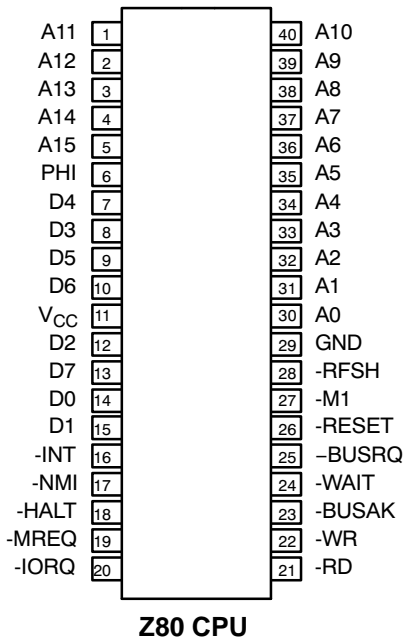 A11 1 40 A10
A12 2 39 A9
A13 3 38 A8
A14 4 37 A7
A15 5 36 A6
PHI 6 35 A5
D4 7 34 A4
D3 8 33 A3
D5 9 32 A2
D6 10 31 A1
VCC 11 30 A0
D2 12 29 GND
D7 13 28 -RFSH
D0 14 27 -M1
D1 15 26 -RESET
-INT 16 25 –BUSRQ
-NMI 17 24 -WAIT
-HALT 18 23 -BUSAK
-MREQ 19 22 -WR
-IORQ 20 21 -RD
Z80 CPU